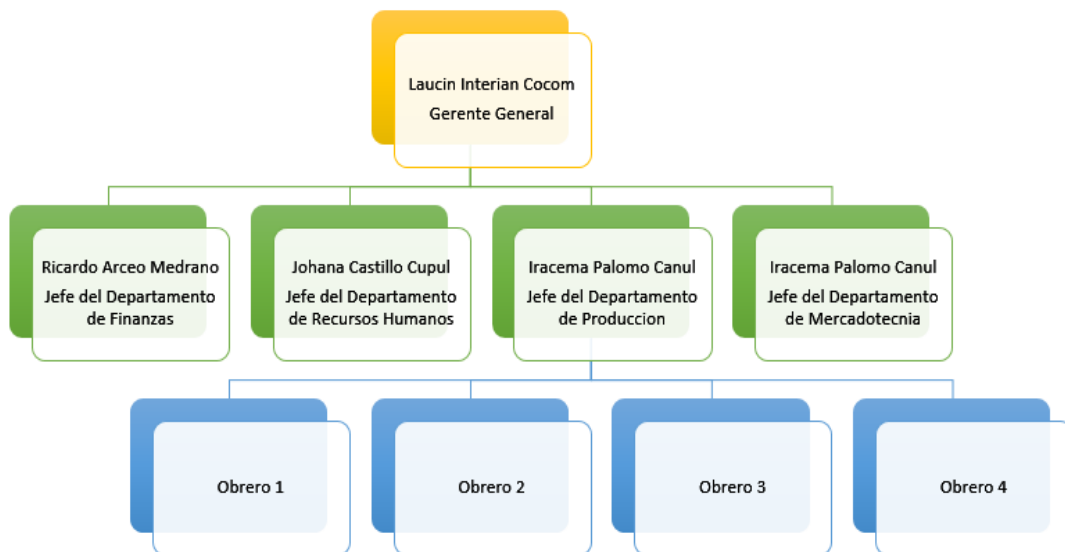 Laucin Interian Cocom
Gerente General
Ricardo Arceo Medrano
Jefe del Departamento
de Finanzas
Johana Castillo Cupul
Jefe del Departamento
de Recursos Humanos
Iracema Palomo Canul
Jefe del Departamento
de Produccion
Iracema Palomo Canul
Jefe del Departamento
de Mercadotecnia
Obrero 1
Obrero 2
Obrero 3
Obrero 4